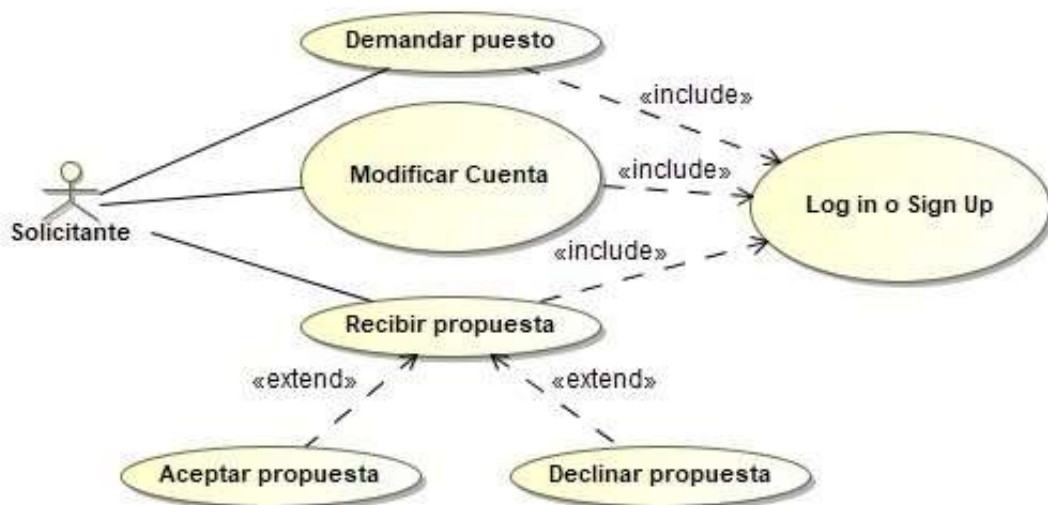 Demandar puesto
«include»
Modificar Cuenta
«include»
Log in o Sign Up
Solicitante
«include»
Recibir propuesta
«extend»
«extend»
Aceptar propuesta
Declinar propuesta